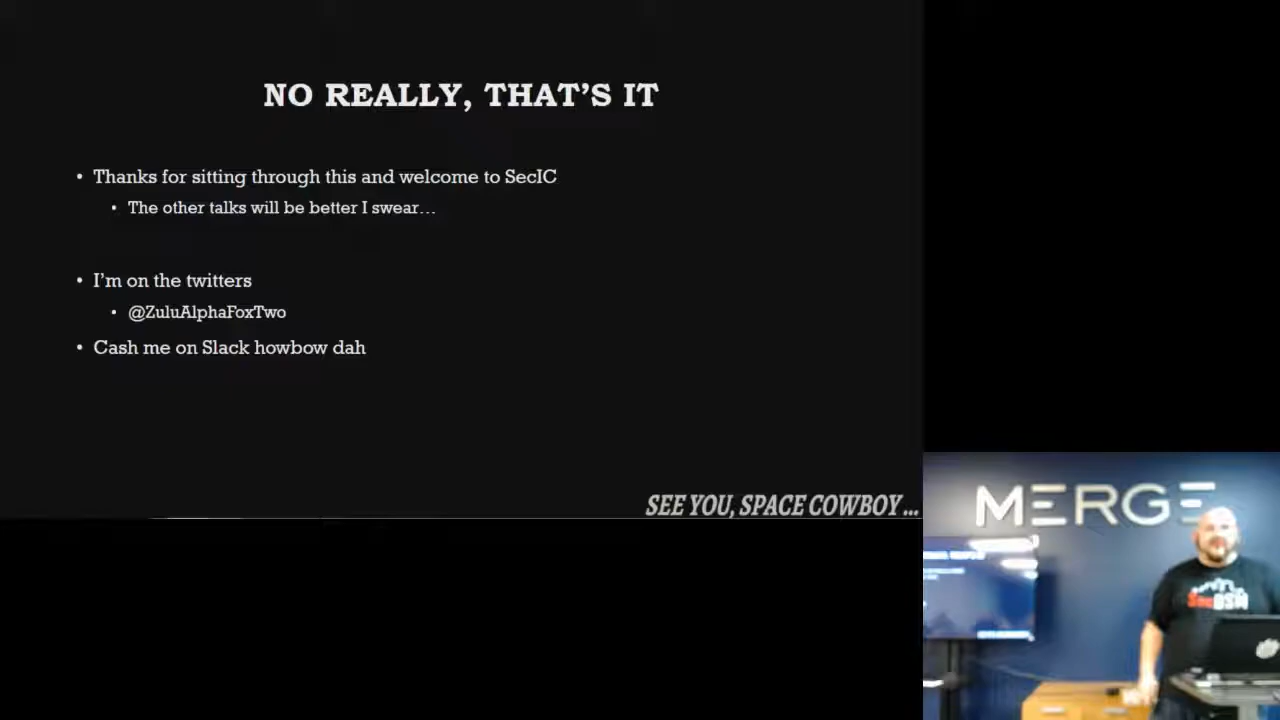 NO REALLY, THAT'S IT
• Thanks for sitting through this and welcome to SecIC
• The other talks will be better I swear...
• I'm on the twitters
• @ZuluAlphaFoxTwo
• Cash me on Slack howbow dah
SEE YOU, SPACE COWBOY ...
MERGE
SecDSM